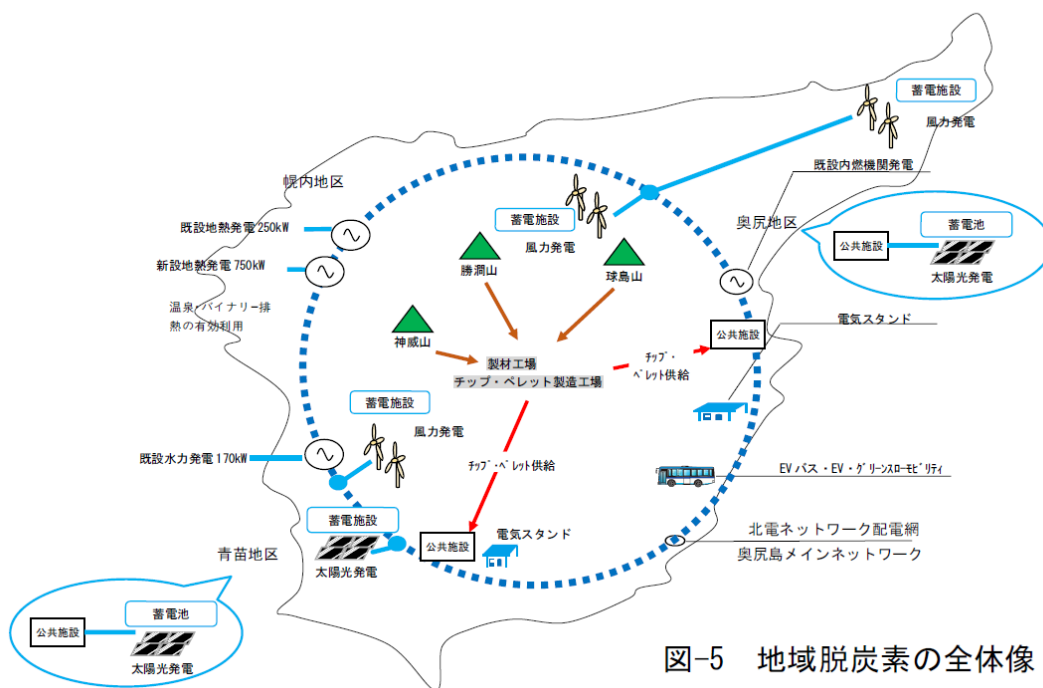 蓄電施設
風力発電
既設内燃機関発電
幌内地区
奥尻地区
既設地熱発電 250kW
蓄電施設
風力発電
蓄電池
公共施設
太陽光発電
新設地熱発電 750kW
勝澗山
球島山
温泉・バイナリー排
熱の有効利用
電気スタンド
神威山
公共施設
製材工場
チップ・ペレット製造工場
チップ・
ペレット供給
蓄電施設
風力発電
既設水力発電 170kW
チップ・ペレット供給
EVバス・EV・グリーンスローモビリティ
蓄電施設
太陽光発電
公共施設
電気スタンド
北電ネットワーク配電網
奥尻島メインネットワーク
青苗地区
蓄電池
公共施設
太陽光発電
図-5 地域脱炭素の全体像